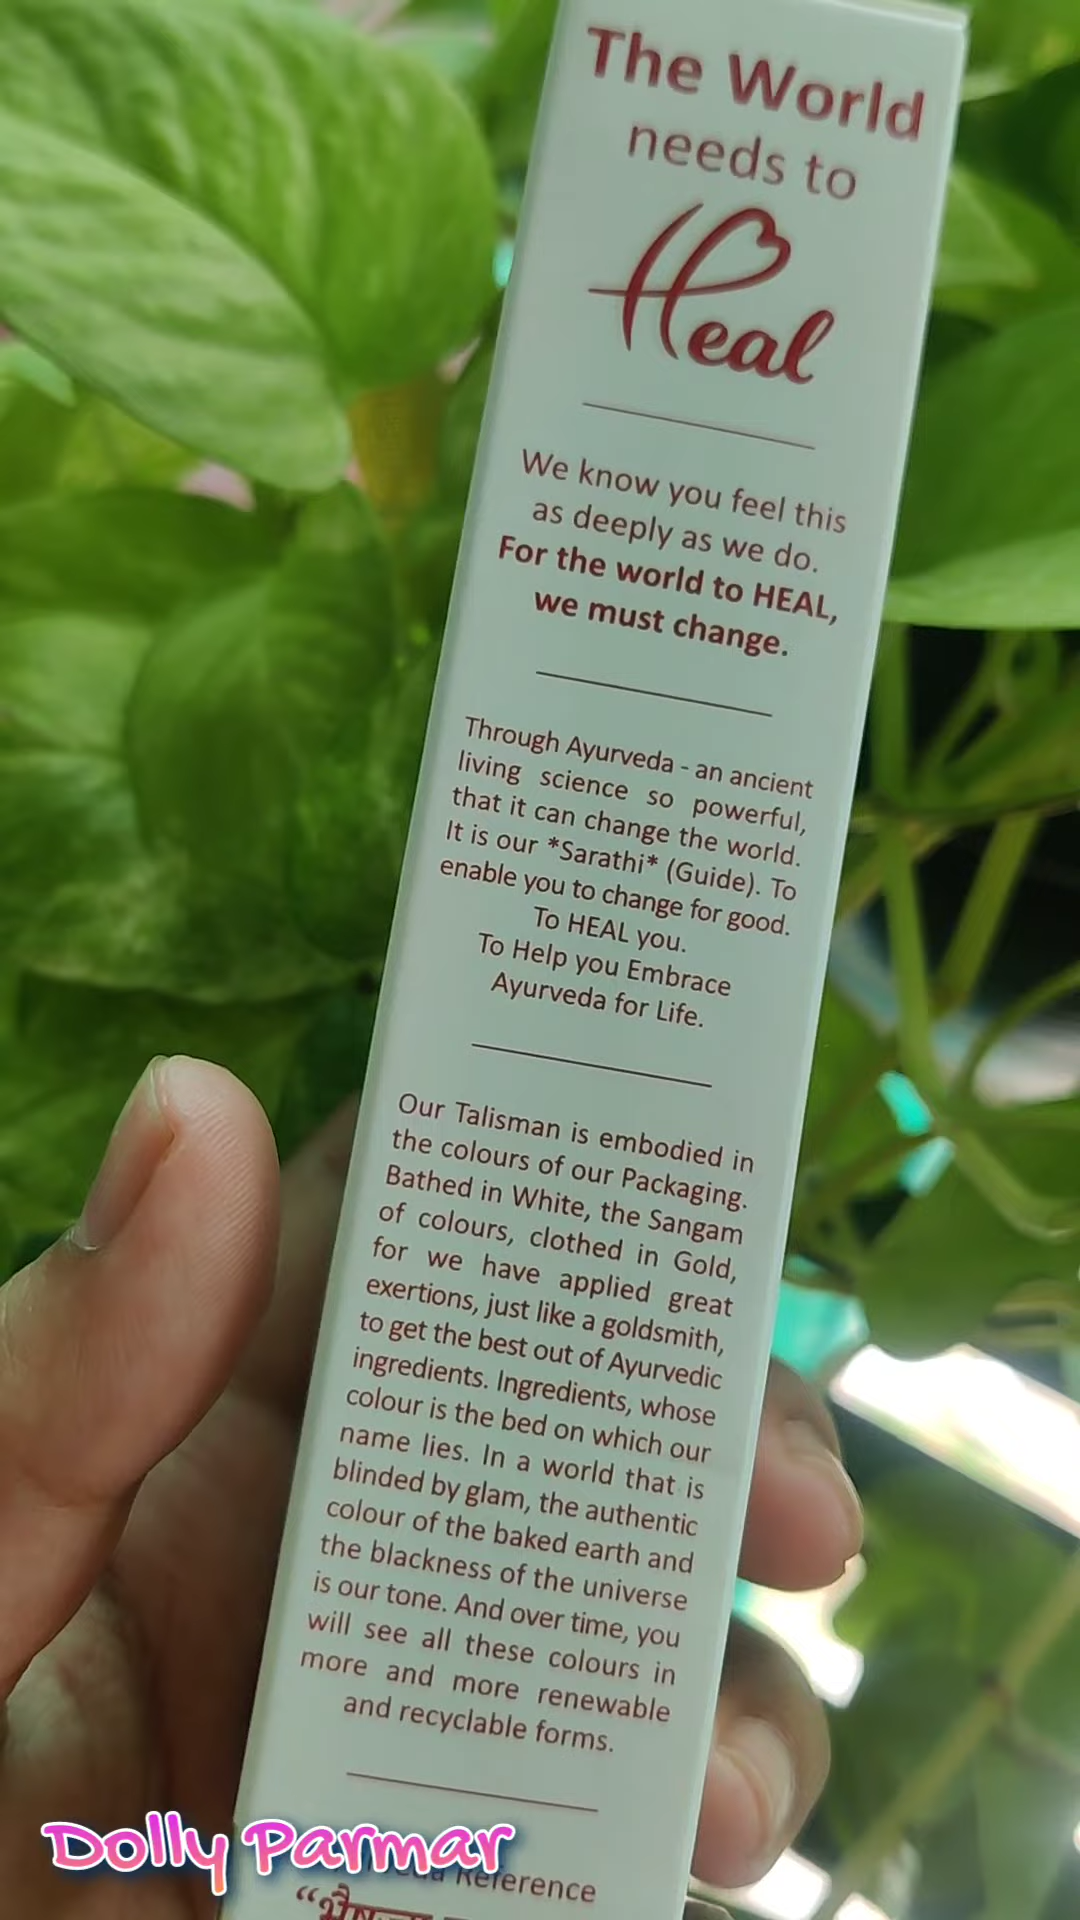 The World
needs to
Heal
We know you feel this
as deeply as we do.
For the world to HEAL,
we must change.
Through Ayurveda - an ancient
living science so powerful,
that it can change the world.
It is our *Sarathi* (Guide). To
enable you to change for good.
To HEAL you.
To Help you Embrace
Ayurveda for Life.
Our Talisman is embodied in
the colours of our Packaging.
Bathed in White, the Sangam
of colours, clothed in Gold,
for we have applied great
exertions, just like a goldsmith,
to get the best out of Ayurvedic
ingredients. Ingredients, whose
colour is the bed on which our
name lies. In a world that is
blinded by glam, the authentic
colour of the baked earth and
the blackness of the universe
is our tone. And over time, you
will see all these colours in
more and more renewable
and recyclable forms.
Dolly Parmar
Reference